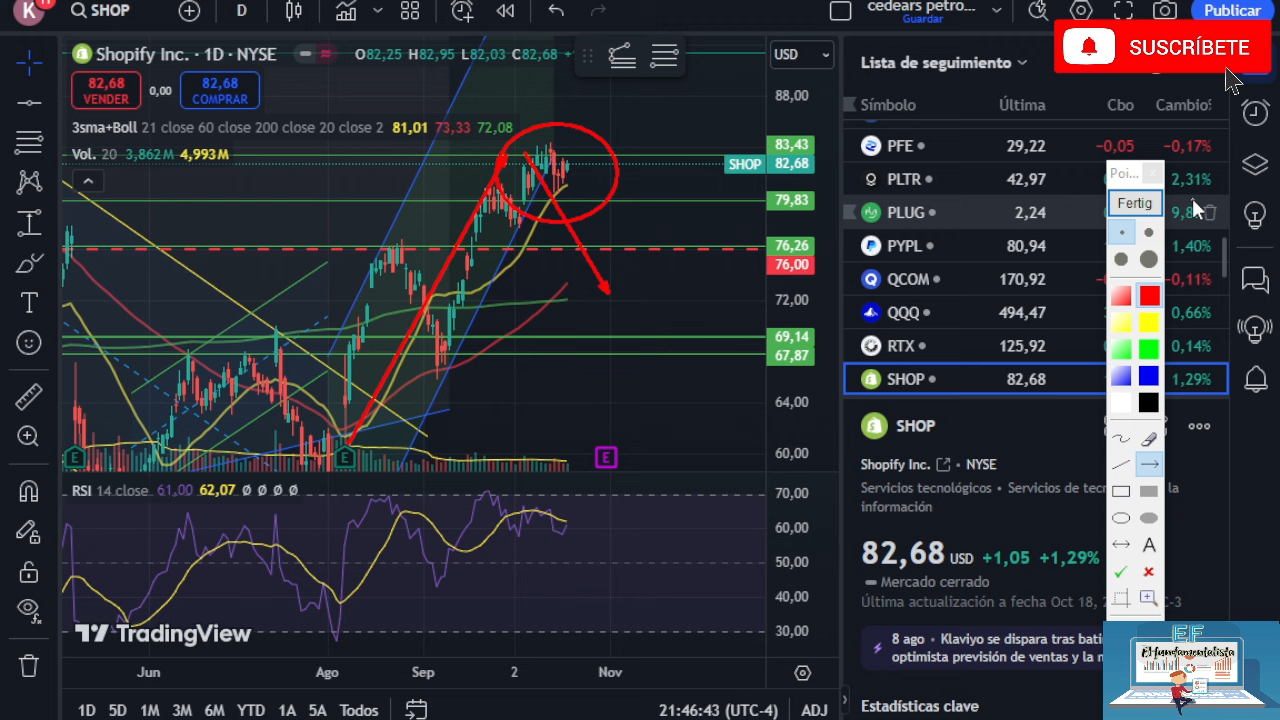 K
11
SHOP
D
cedears petro...
Guardar
Publicar
SUSCRÍBETE
Shopify Inc. · 1D · NYSE
O82,25 H82,95 L82,03 C82,68
USD
82,68
VENDER
0,00
82,68
COMPRAR
3sma+Boll 21 close 60 close 200 close 20 close 2 81,01 73,33 72,08
Vol. 20 3,862M 4,993M
88,00
83,43
SHOP 82,68
79,83
76,26
76,00
72,00
69,14
67,87
64,00
60,00
E
E
E
RSI 14 close 61,00 62,07 Ø Ø Ø Ø
70,00
60,00
50,00
40,00
30,00
TradingView
Jun
Ago
Sep
2
Nov
1D 5D 1M 3M 6M YTD 1A 5A Todos
21:46:43 (UTC-4)
ADJ
Lista de seguimiento
Símbolo Última Cbo Cambio
PFE 29,22 −0,05 −0,17%
PLTR 42,97 2,31%
PLUG 2,24 9,8
PYPL 80,94 1,40%
QCOM 170,92 −0,11%
QQQ 494,47 0,66%
RTX 125,92 0,14%
SHOP 82,68 1,29%
Poi...
Fertig
A
SHOP
Shopify Inc. • NYSE
Servicios tecnológicos • Servicios de tec la
información
82,68 USD +1,05 +1,29%
Mercado cerrado
Última actualización a fecha Oct 18, 2 C-3
8 ago • Klaviyo se dispara tras bati
optimista previsión de ventas y la n
Estadísticas clave
EF
Elfundamentalista